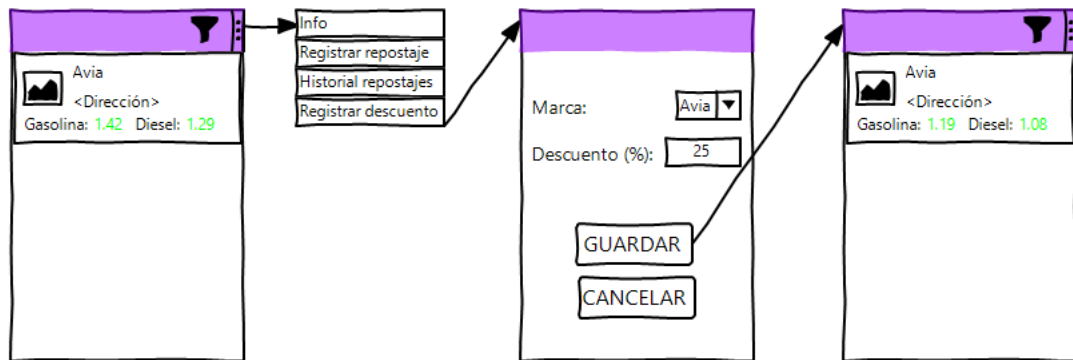 Avia
<Dirección>
Gasolina: 1.42 Diesel: 1.29
Info
Registrar repostaje
Historial repostajes
Registrar descuento
Marca: Avia
Descuento (%): 25
GUARDAR
CANCELAR
Avia
<Dirección>
Gasolina: 1.19 Diesel: 1.08